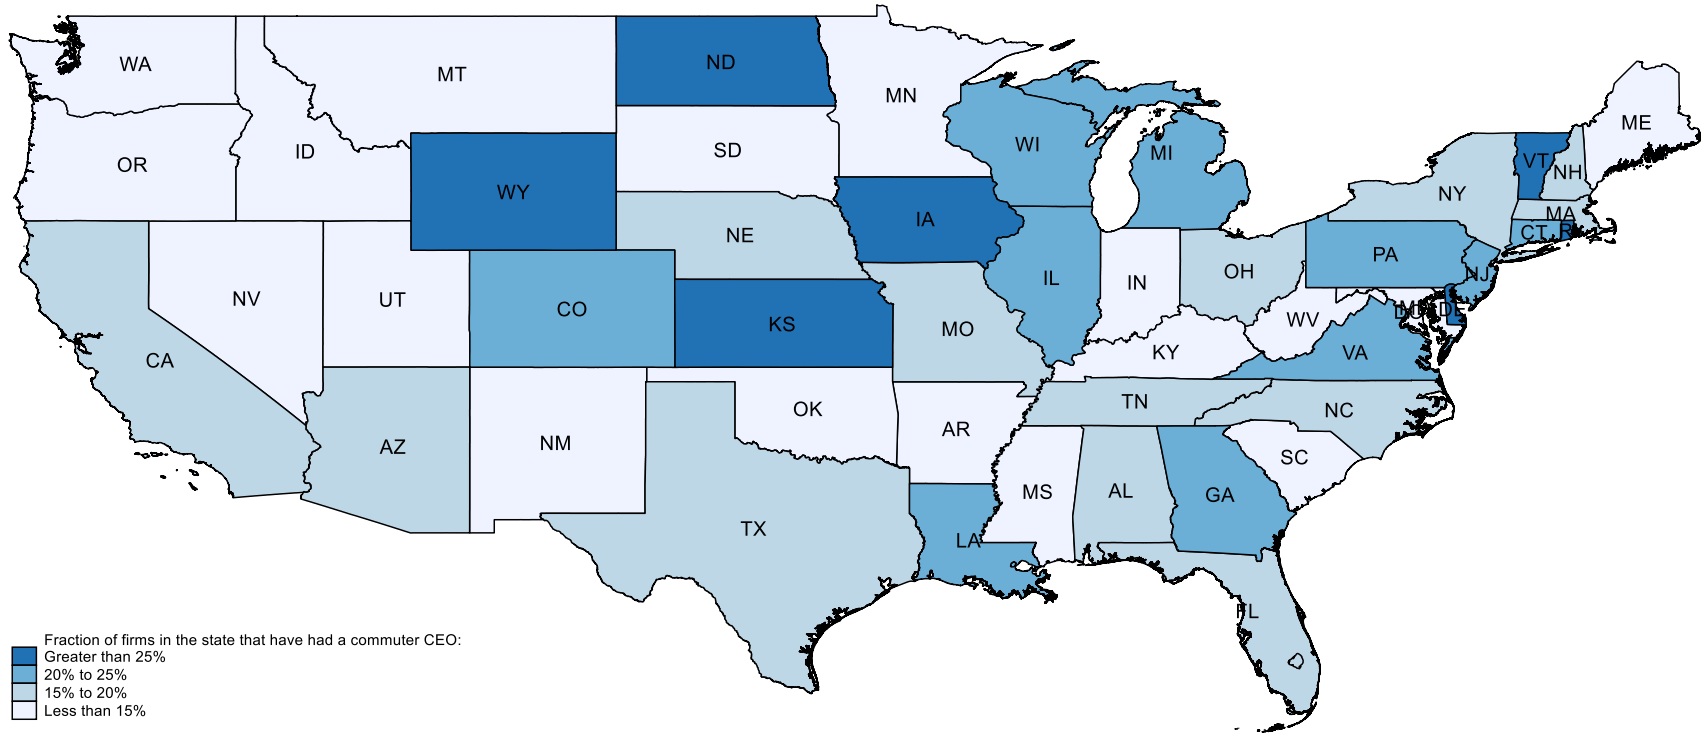 WA
MT
ND
MN
ME
OR
ID
SD
WI
MI
VT
NH
WY
NY
MA
IA
CT
NE
PA
NV
UT
IL
IN
OH
NJ
CO
KS
MO
WV
DE
CA
KY
VA
AZ
NM
OK
AR
TN
NC
SC
TX
MS
AL
GA
LA
FL
Fraction of firms in the state that have had a commuter CEO:
Greater than 25%
20% to 25%
15% to 20%
Less than 15%